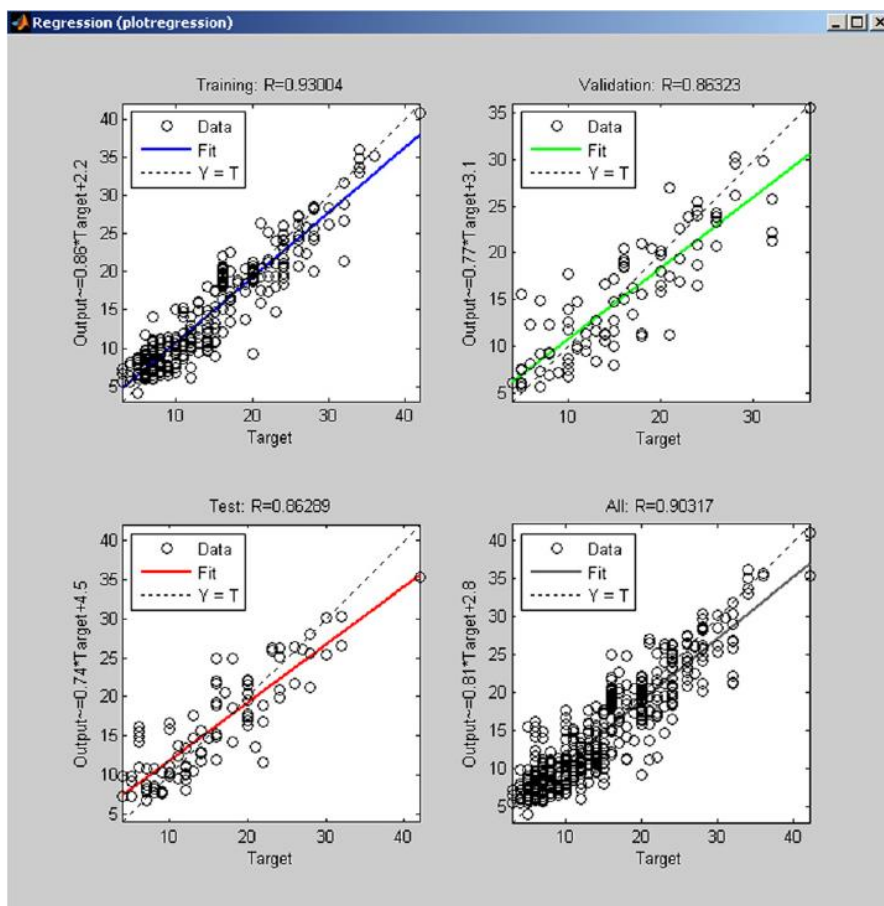 Regression (plotregression)
Training: R=0.93004
Output~=0.86*Target+2.2
40
35
30
25
20
15
10
5
Data
Fit
Y = T
10
20
30
40
Target
Validation: R=0.86323
Output~=0.77*Target+3.1
35
30
25
20
15
10
5
Data
Fit
Y = T
10
20
30
Target
Test: R=0.86289
Output~=0.74*Target+4.5
40
35
30
25
20
15
10
5
Data
Fit
Y = T
10
20
30
40
Target
All: R=0.90317
Output~=0.81*Target+2.8
40
35
30
25
20
15
10
5
Data
Fit
Y = T
10
20
30
40
Target